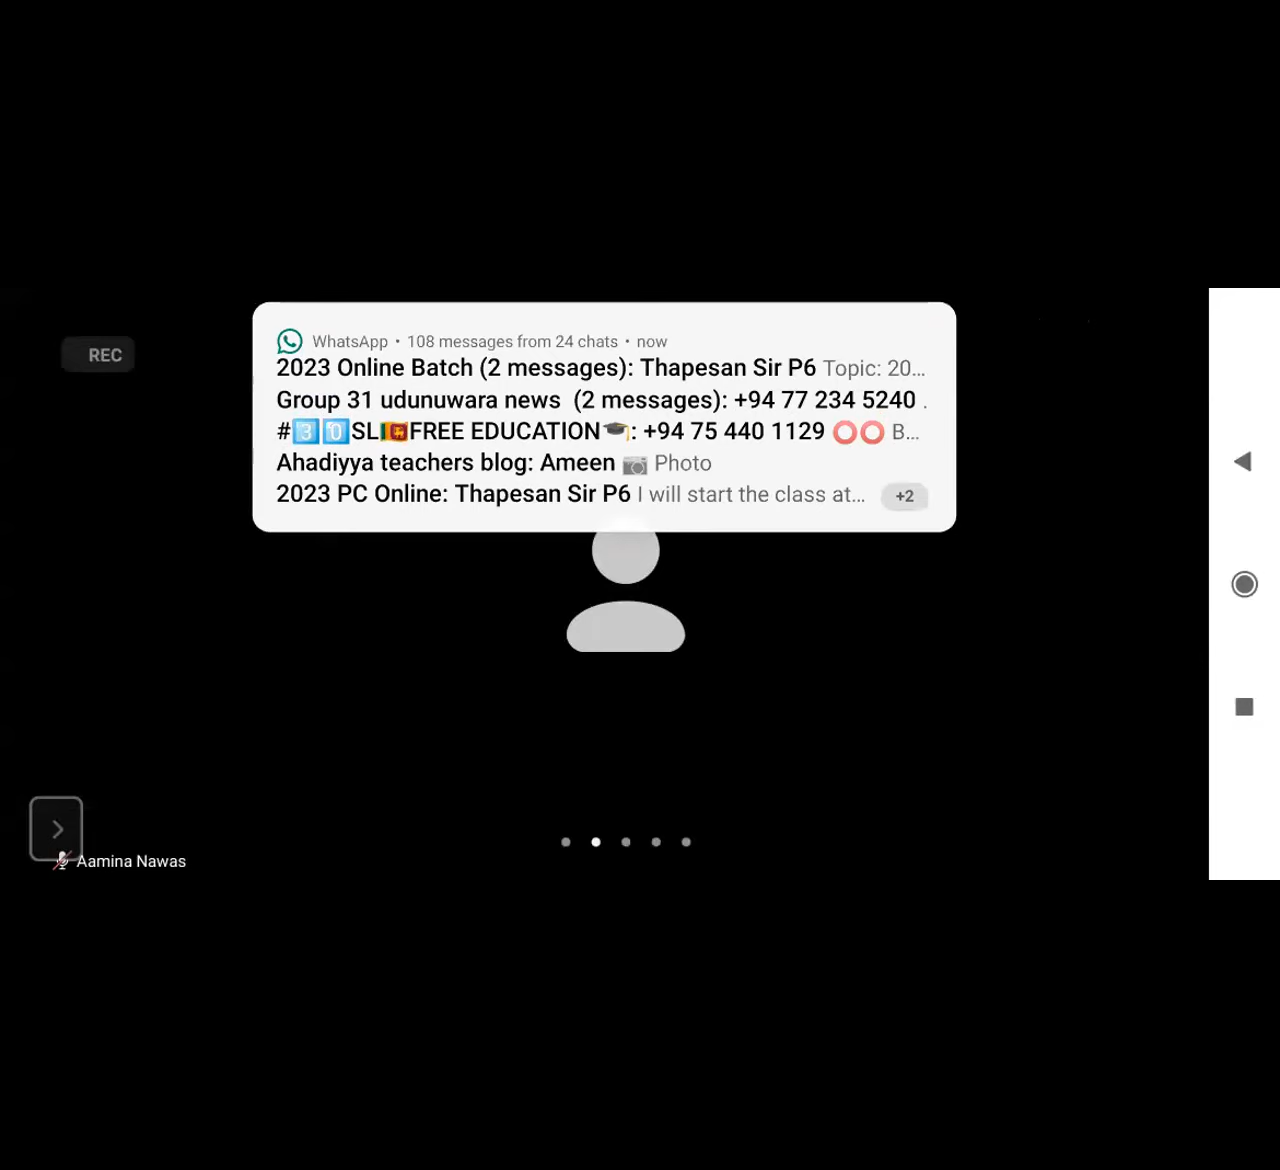 REC
WhatsApp • 108 messages from 24 chats • now
2023 Online Batch (2 messages): Thapesan Sir P6 Topic: 20...
Group 31 udunuwara news (2 messages): +94 77 234 5240 .
#3️⃣0️⃣SL🇱🇰FREE EDUCATION🎓: +94 75 440 1129 ⭕⭕ B...
Ahadiyya teachers blog: Ameen 📷 Photo
2023 PC Online: Thapesan Sir P6 I will start the class at... +2
Aamina Nawas